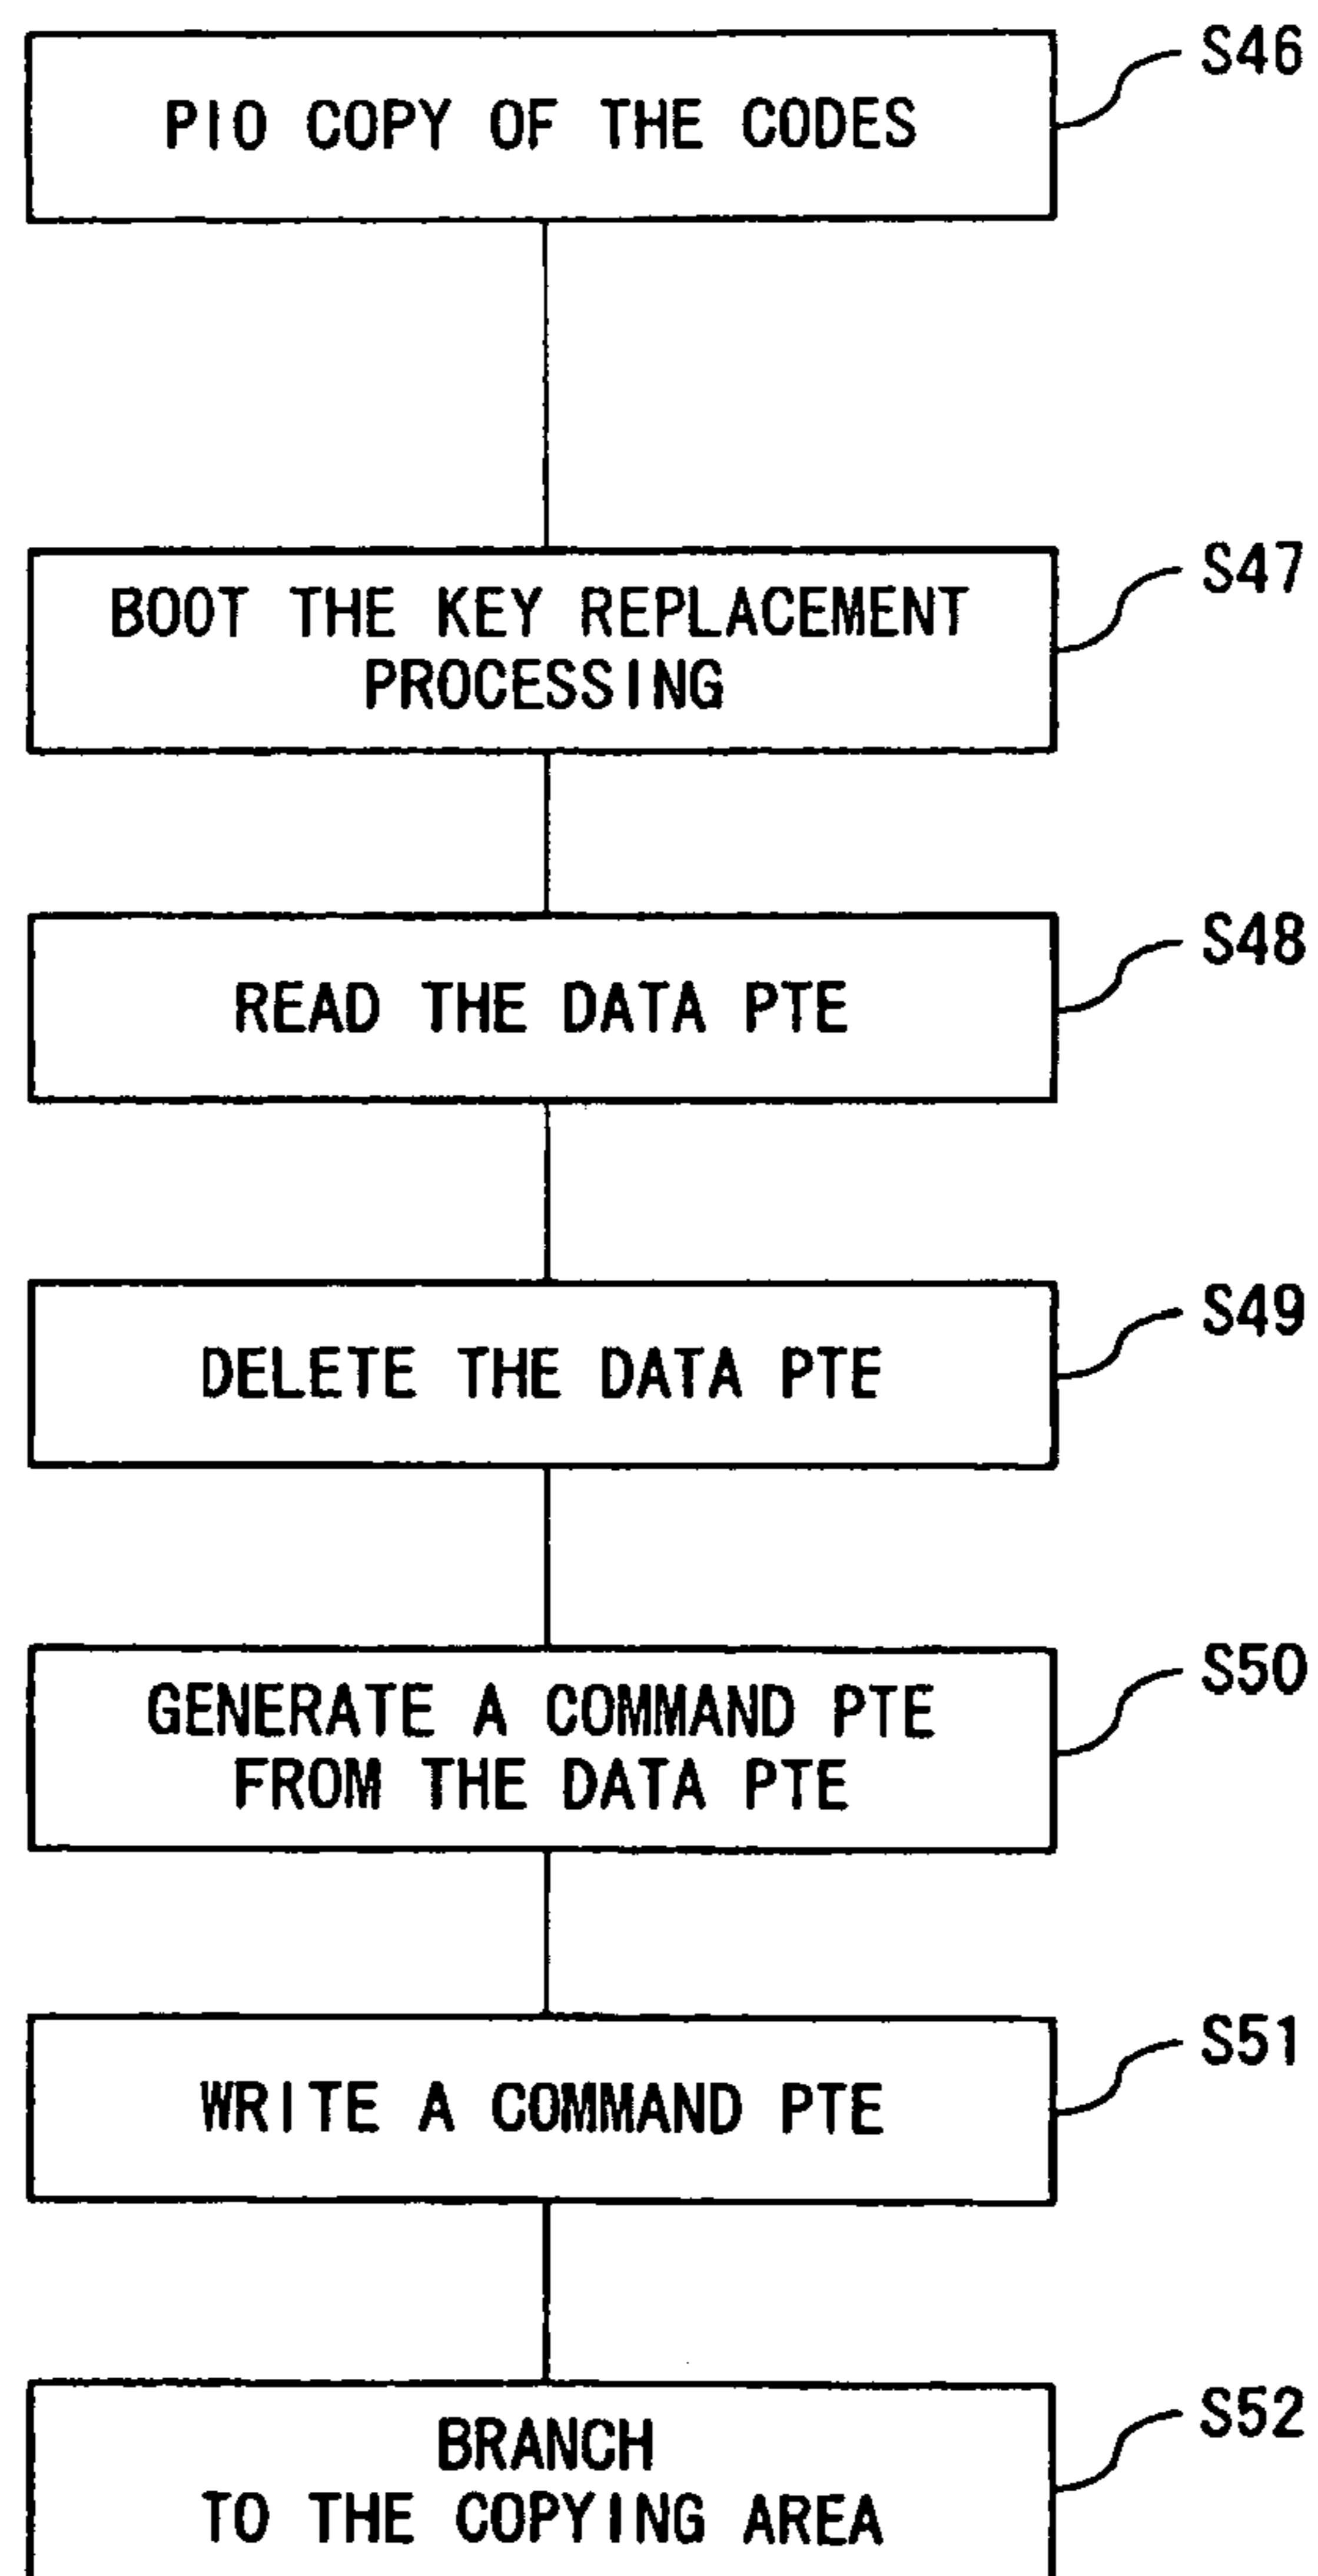 PIO COPY OF THE CODES
S46
BOOT THE KEY REPLACEMENT
PROCESSING
S47
READ THE DATA PTE
S48
DELETE THE DATA PTE
S49
GENERATE A COMMAND PTE
FROM THE DATA PTE
S50
WRITE A COMMAND PTE
S51
BRANCH
TO THE COPYING AREA
S52